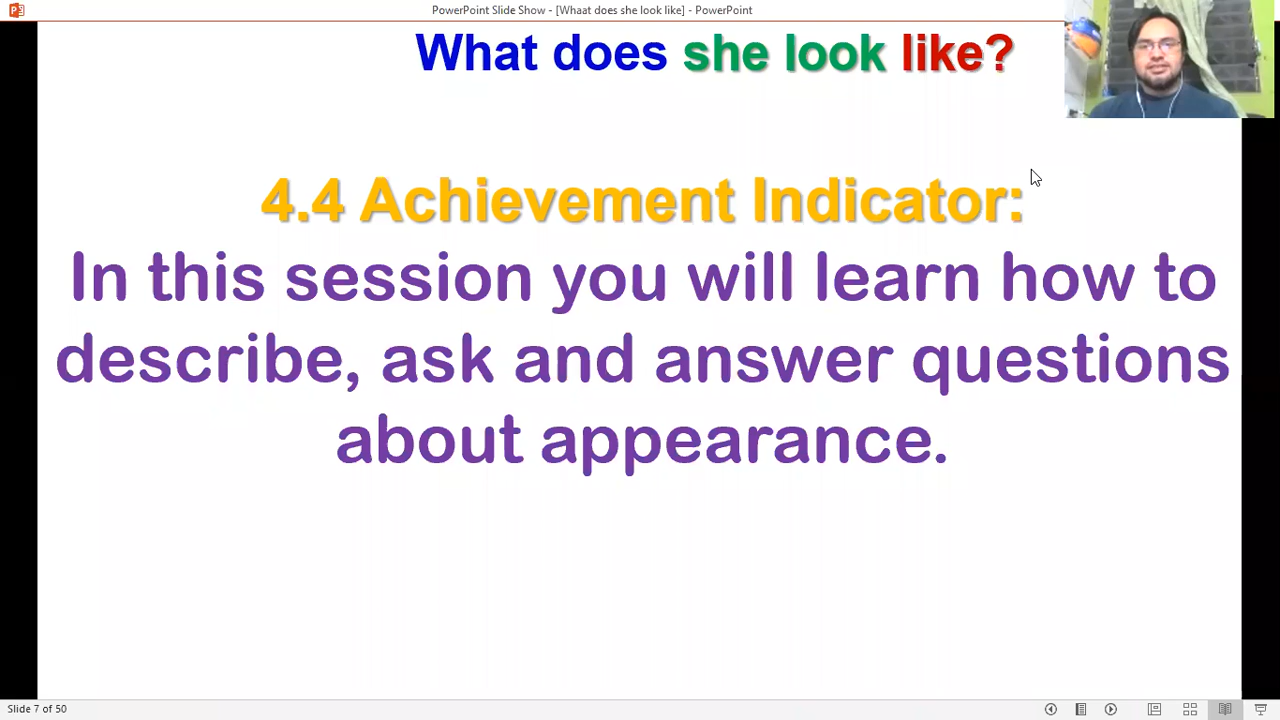 PowerPoint Slide Show - [Whaat does she look like] - PowerPoint
What does she look like?
4.4 Achievement Indicator:
In this session you will learn how to
describe, ask and answer questions
about appearance.
Slide 7 of 50